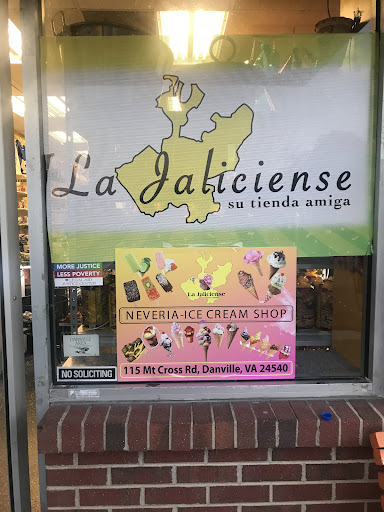 La Jaliciense
su tienda amiga
MORE JUSTICE
LESS POVERTY
La Jaliciense
NEVERIA-ICE CREAM SHOP
115 Mt Cross Rd, Danville, VA 24540
NO SOLICITING